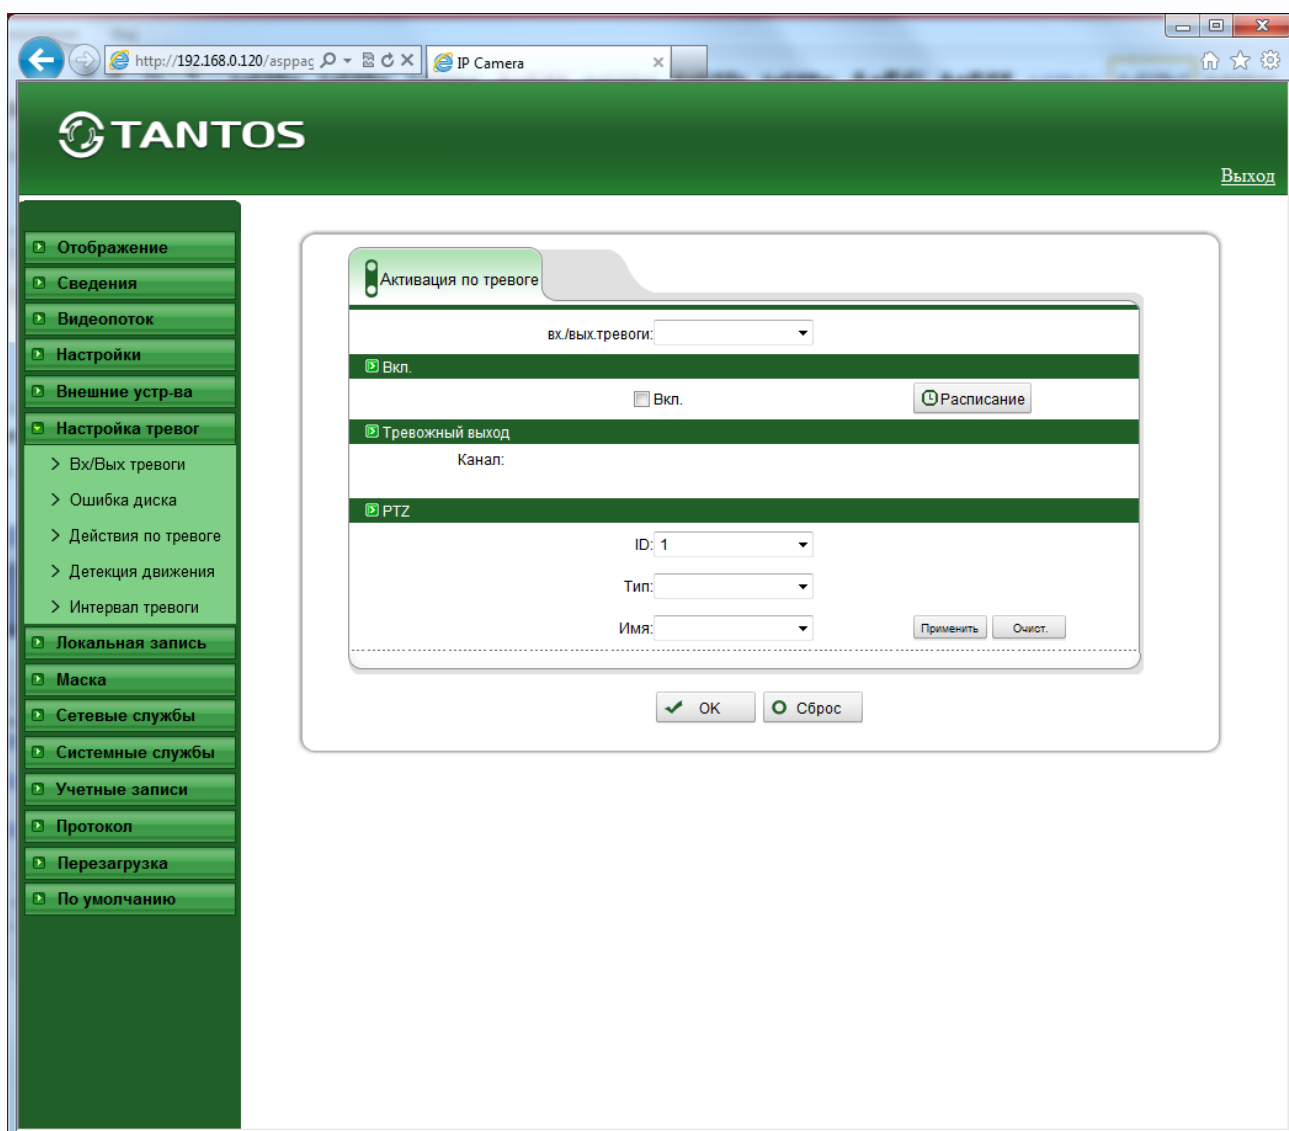 http://192.168.0.120/asppag
IP Camera
TANTOS
Выход
Отображение
Сведения
Видеопоток
Настройки
Внешние устр-ва
Настройка тревог
Вх/Вых тревоги
Ошибка диска
Действия по тревоге
Детекция движения
Интервал тревоги
Локальная запись
Маска
Сетевые службы
Системные службы
Учетные записи
Протокол
Перезагрузка
По умолчанию
Активация по тревоге
вх./вых.тревоги:
Вкл.
Вкл.
Расписание
Тревожный выход
Канал:
PTZ
ID: 1
Тип:
Имя:
Применить
Очист.
OK
Сброс